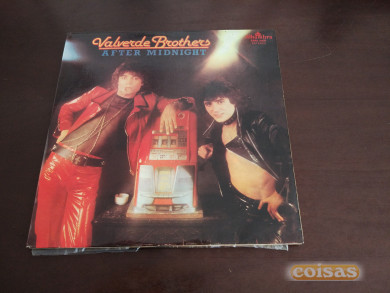 Valverde Brothers
AFTER MIDNIGHT
coisas